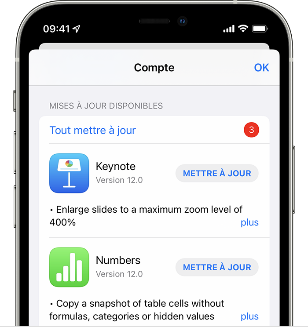 09:41
Compte
OK
MISES À JOUR DISPONIBLES
Tout mettre à jour
3
Keynote
METTRE À JOUR
Version 12.0
• Enlarge slides to a maximum zoom level of
400%
plus
Numbers
METTRE À JOUR
Version 12.0
• Copy a snapshot of table cells without
formulas, categories or hidden values
plus